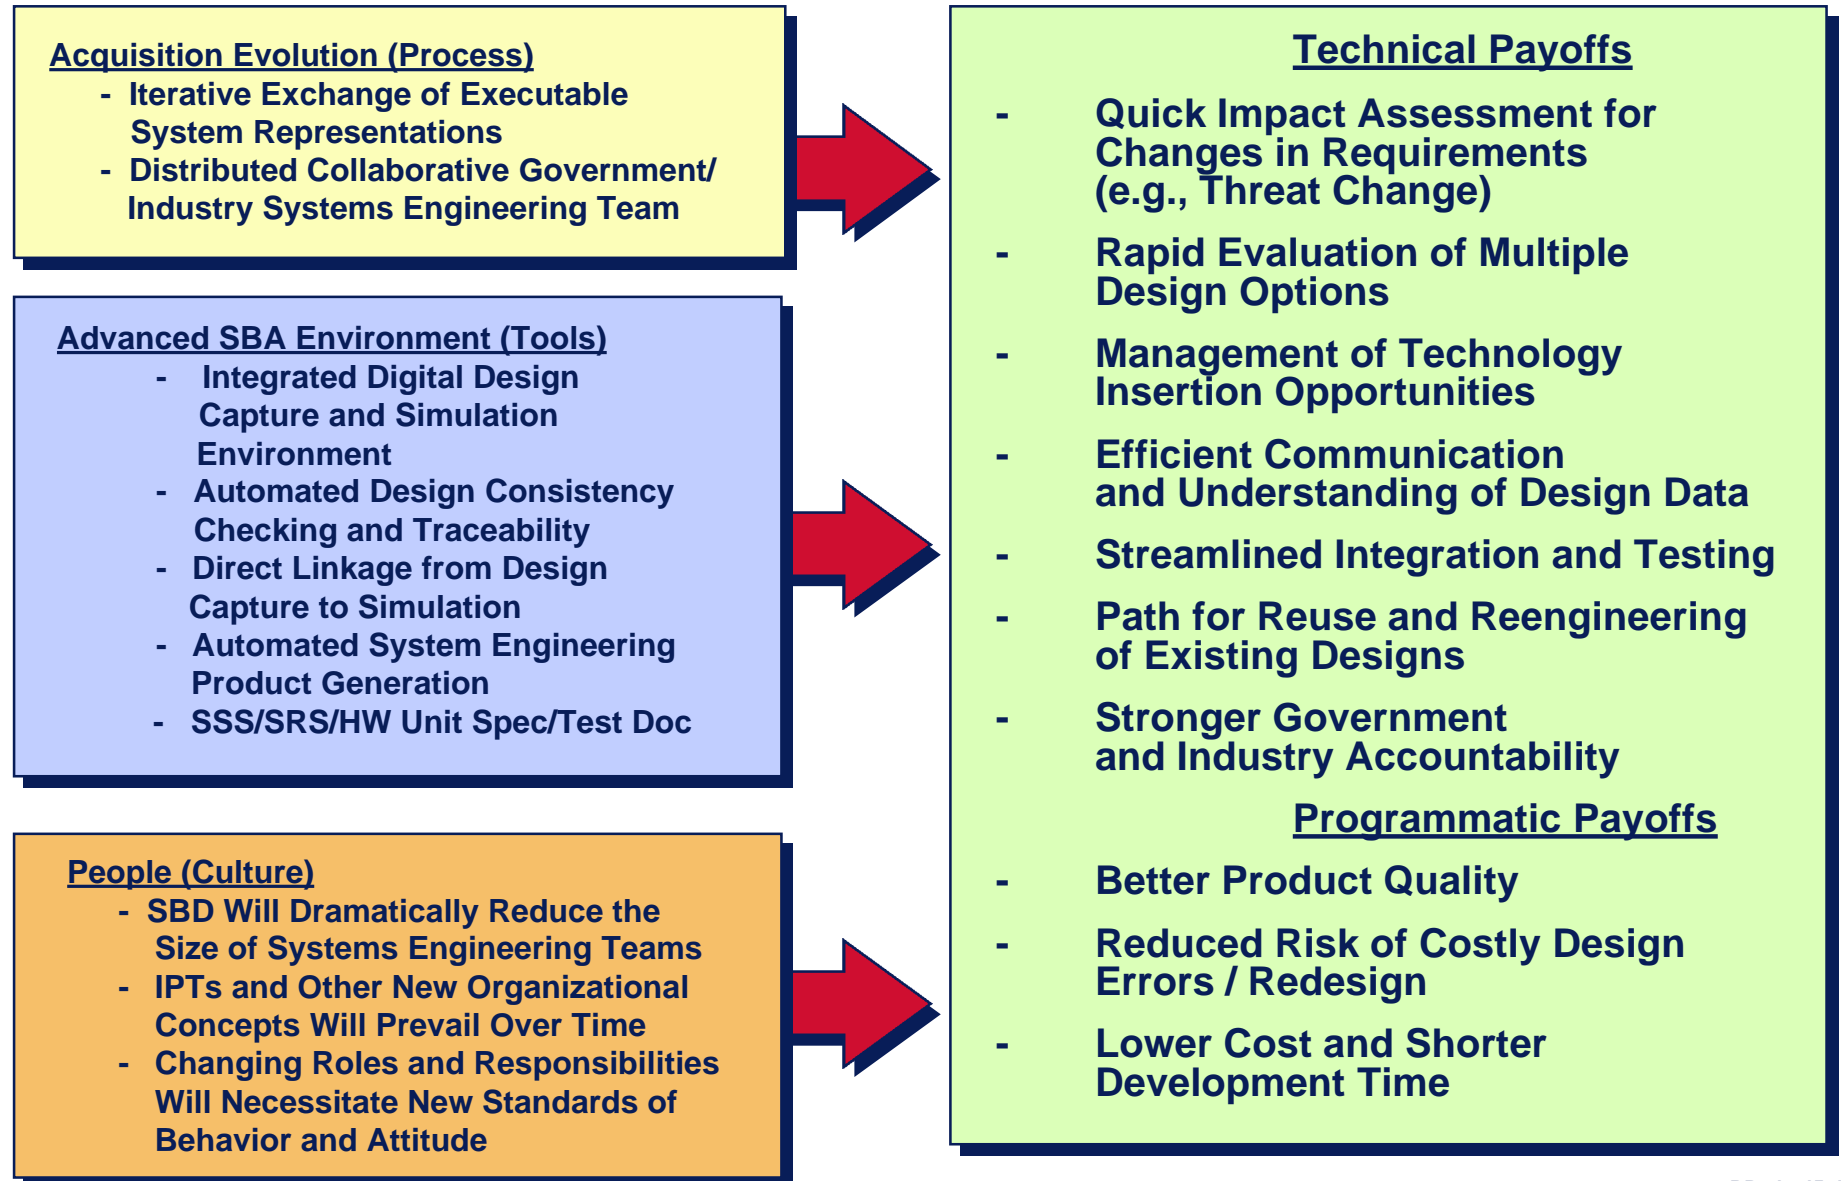 Acquisition Evolution (Process)
- Iterative Exchange of Executable
System Representations
- Distributed Collaborative Government/
Industry Systems Engineering Team
Advanced SBA Environment (Tools)
- Integrated Digital Design
Capture and Simulation
Environment
- Automated Design Consistency
Checking and Traceability
- Direct Linkage from Design
Capture to Simulation
- Automated System Engineering
Product Generation
- SSS/SRS/HW Unit Spec/Test Doc
People (Culture)
- SBD Will Dramatically Reduce the
Size of Systems Engineering Teams
- IPTs and Other New Organizational
Concepts Will Prevail Over Time
- Changing Roles and Responsibilities
Will Necessitate New Standards of
Behavior and Attitude
Technical Payoffs
- Quick Impact Assessment for
Changes in Requirements
(e.g., Threat Change)
- Rapid Evaluation of Multiple
Design Options
- Management of Technology
Insertion Opportunities
- Efficient Communication
and Understanding of Design Data
- Streamlined Integration and Testing
- Path for Reuse and Reengineering
of Existing Designs
- Stronger Government
and Industry Accountability
Programmatic Payoffs
- Better Product Quality
- Reduced Risk of Costly Design
Errors / Redesign
- Lower Cost and Shorter
Development Time